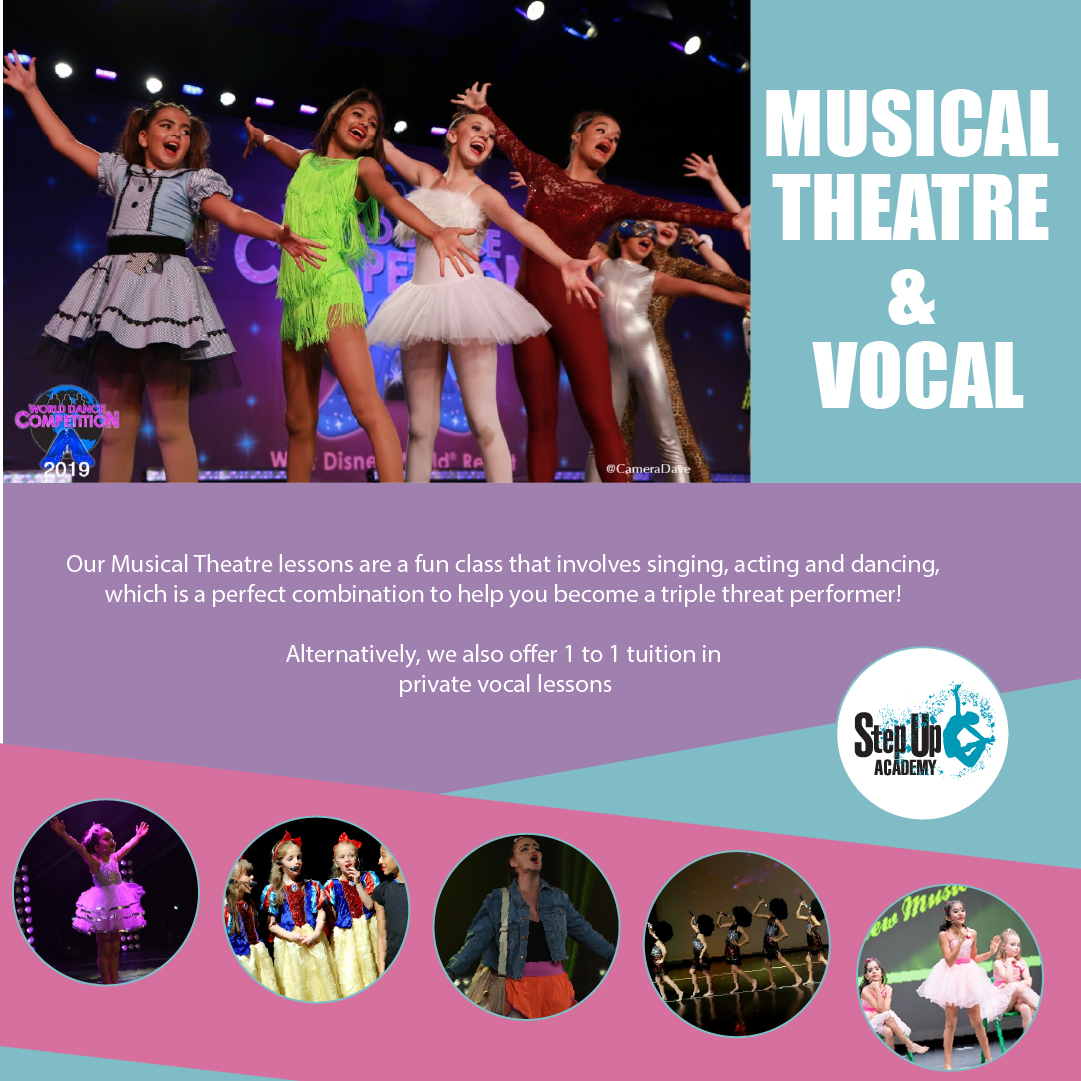 MUSICAL
THEATRE
&
VOCAL
WORLD DANCE
COMPETITION
2019
@CameraDave
Our Musical Theatre lessons are a fun class that involves singing, acting and dancing,
which is a perfect combination to help you become a triple threat performer!
Alternatively, we also offer 1 to 1 tuition in
private vocal lessons
Step Up
ACADEMY